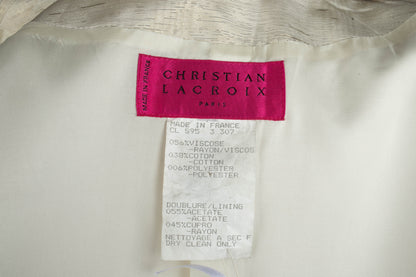 MADE IN FRANCE
CHRISTIAN
LACROIX
PARIS
MADE IN FRANCE
CL 595 3 307
056%VISCOSE
-RAYON/VISCOS
038%COTON
-COTTON
006%POLYESTER
-POLYESTER
DOUBLURE/LINING
055%ACETATE
-ACETATE
045%CUPRO
-RAYON
NETTOYAGE A SEC F
DRY CLEAN ONLY